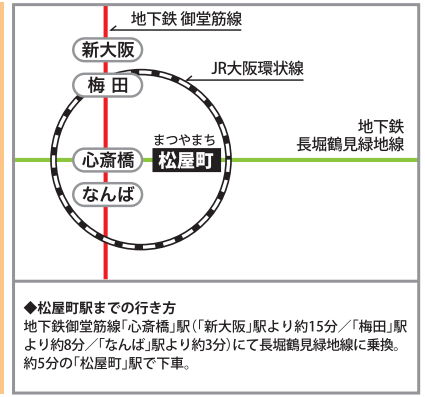 地下鉄 御堂筋線
新大阪
JR大阪環状線
梅田
地下鉄
長堀鶴見緑地線
まつやまち
心斎橋
松屋町
なんば
◆松屋町駅までの行き方
地下鉄御堂筋線「心斎橋」駅(「新大阪」駅より約15分／「梅田」駅
より約8分／「なんば」駅より約3分)にて長堀鶴見緑地線に乗換。
約5分の「松屋町」駅で下車。